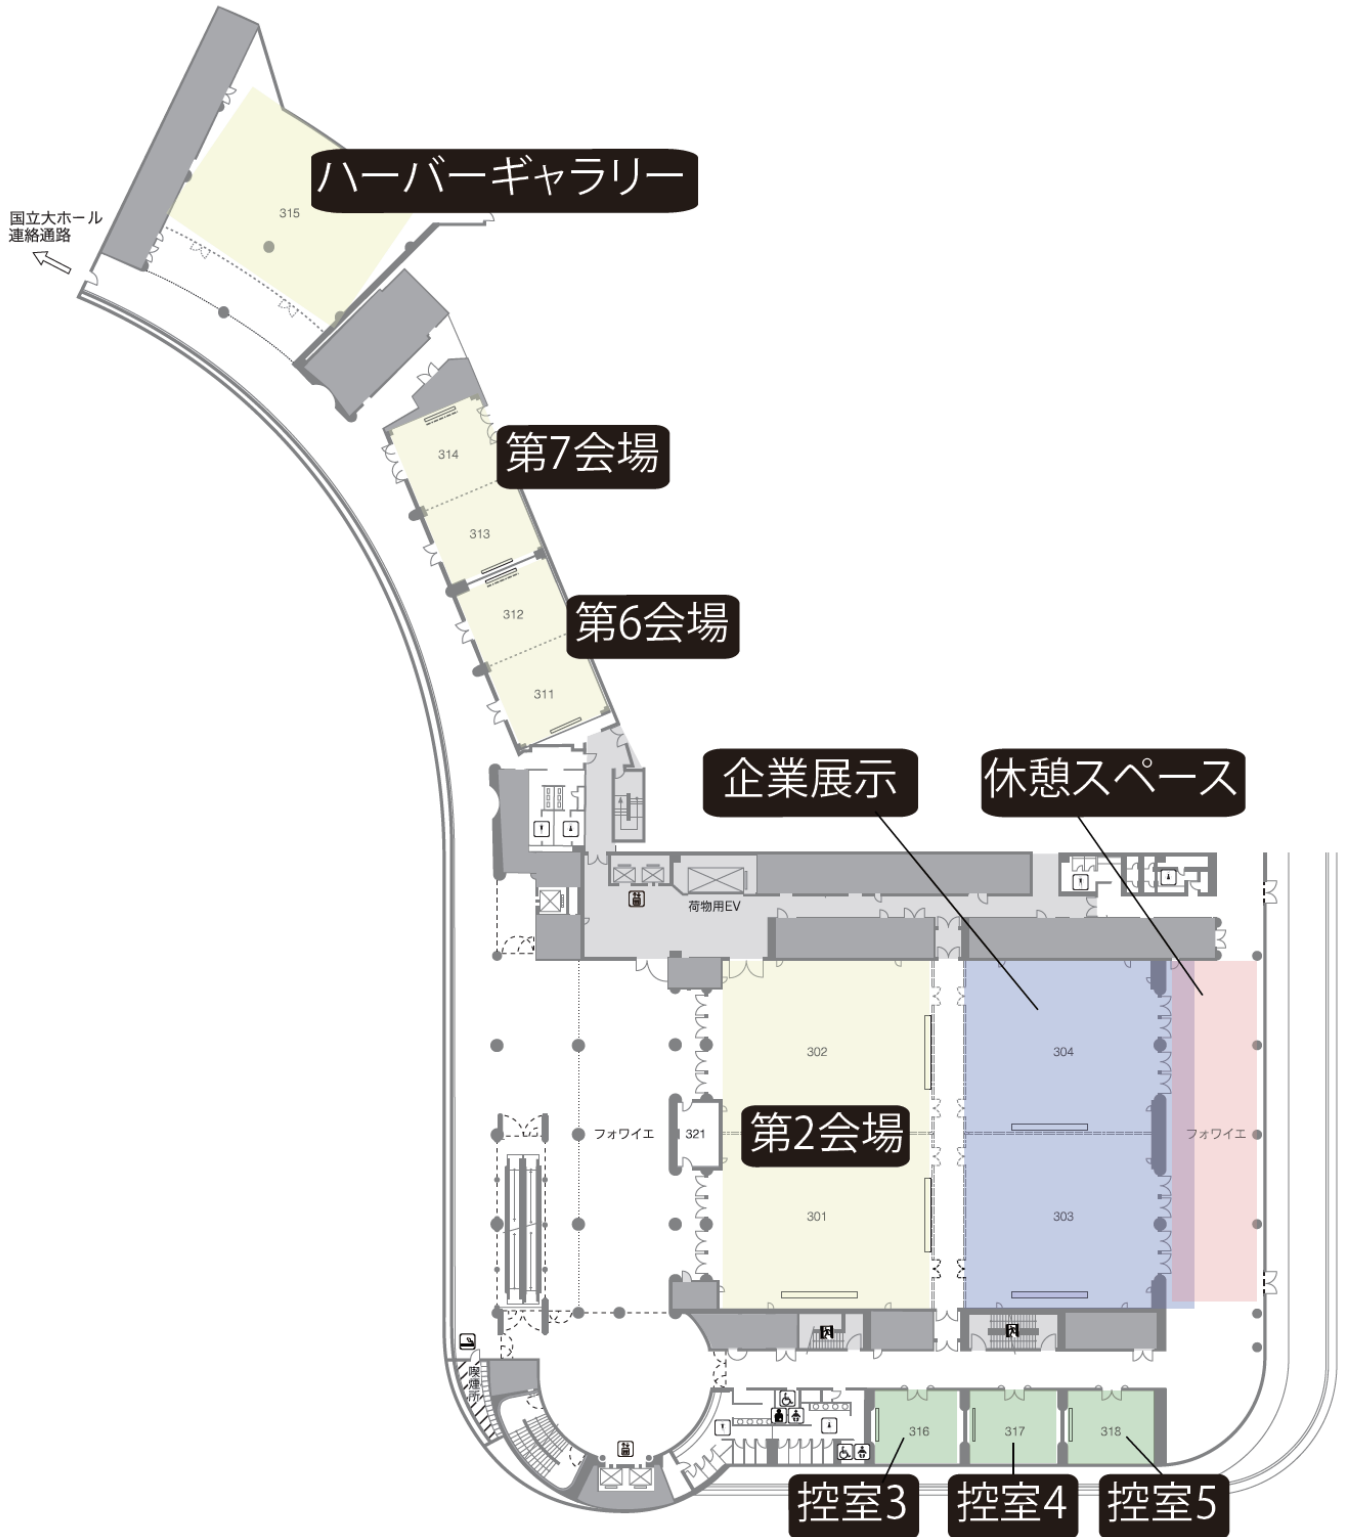 ハーバーギャラリー
315
国立大ホール
連絡通路
314
第7会場
313
312
第6会場
311
企業展示
休憩スペース
荷物用EV
302
304
フォワイエ
321
第2会場
フォワイエ
301
303
喫煙所
316
317
318
控室3
控室4
控室5